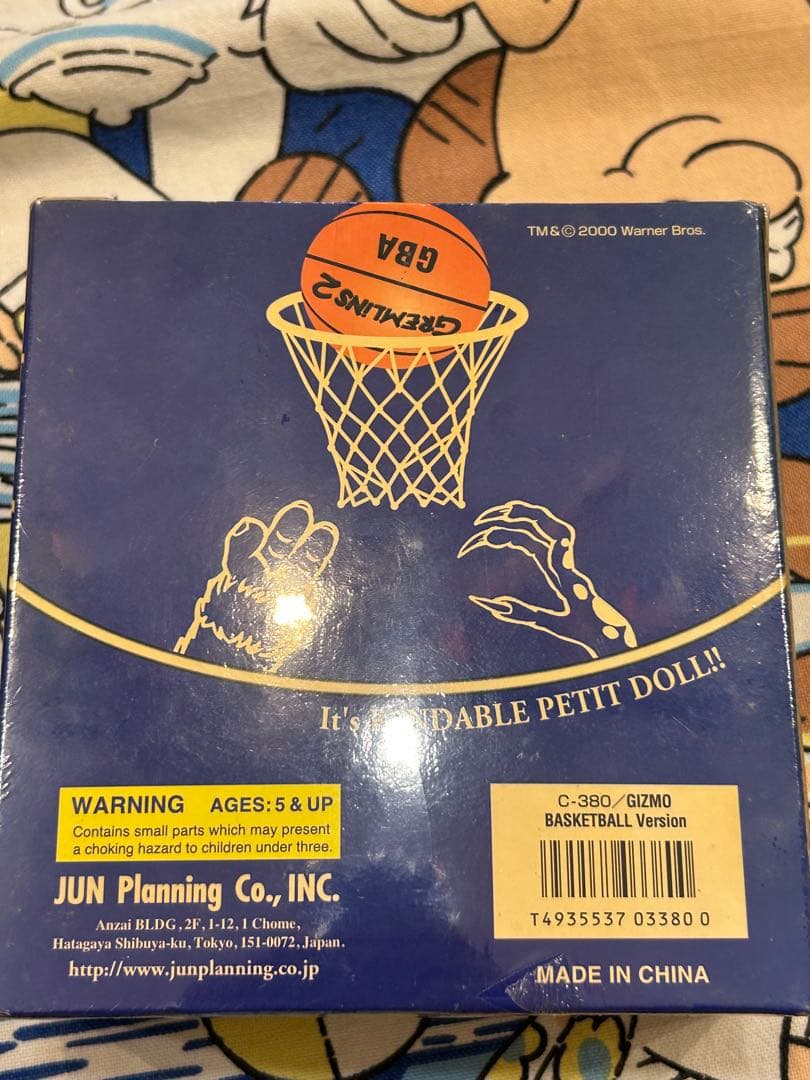 TM & © 2000 Warner Bros.
GBA
GREMLINS 2
It's BENDABLE PETIT DOLL!!
WARNING AGES: 5 & UP
Contains small parts which may present
a choking hazard to children under three.
JUN Planning Co., INC.
Anzai BLDG, 2F, 1-12, 1 Chome,
Hatagaya Shibuya-ku, Tokyo, 151-0072, Japan.
http://www.junplanning.co.jp
C-380/GIZMO
BASKETBALL Version
T4935537 03380 0
MADE IN CHINA